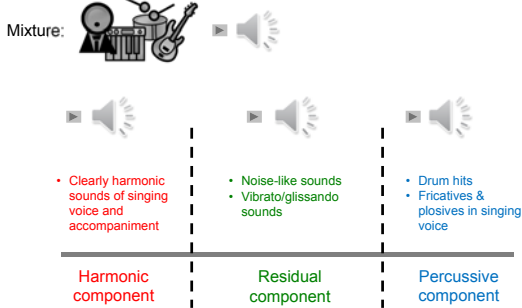 Mixture:
• Clearly harmonic
sounds of singing
voice and
accompaniment
• Noise-like sounds
• Vibrato/glissando
sounds
• Drum hits
• Fricatives &
plosives in singing
voice
Harmonic
component
Residual
component
Percussive
component